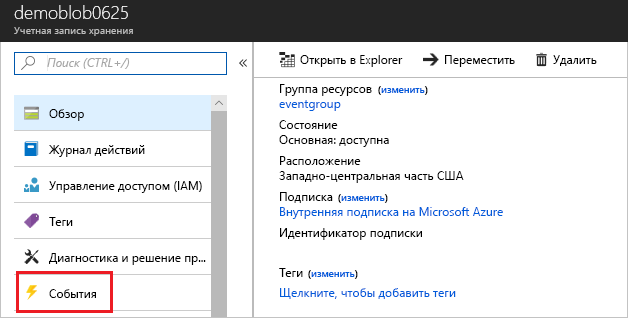 demoblob0625
Учетная запись хранения
Поиск (CTRL+/)
«
Обзор
Журнал действий
Управление доступом (IAM)
Теги
Диагностика и решение пр...
События
Открыть в Explorer
Переместить
Удалить
Группа ресурсов (изменить)
eventgroup
Состояние
Основная: доступна
Расположение
Западно-центральная часть США
Подписка (изменить)
Внутренняя подписка на Microsoft Azure
Идентификатор подписки
Теги (изменить)
Щелкните, чтобы добавить теги